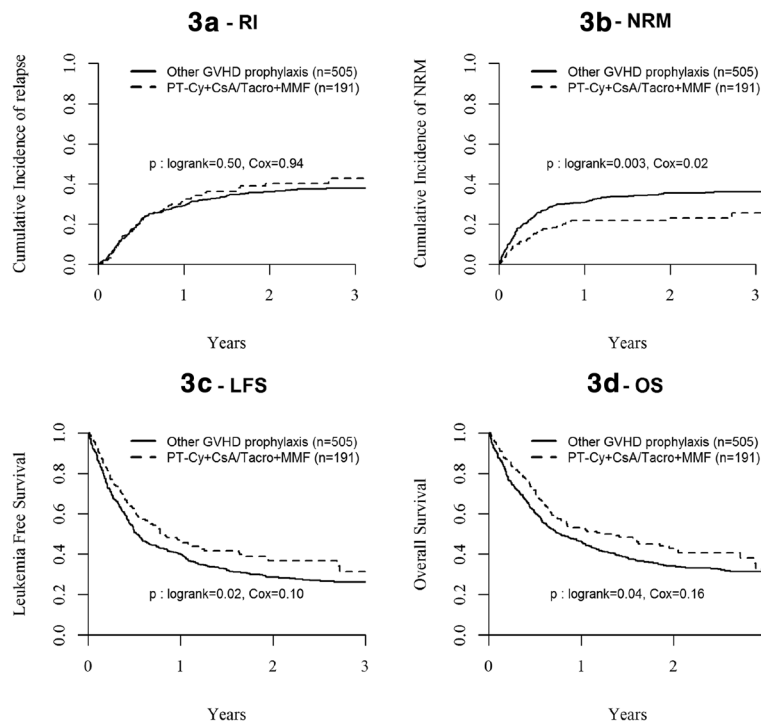 3a - RI
Cumulative Incidence of relapse
1.0
0.8
0.6
0.4
0.2
0.0
Other GVHD prophylaxis (n=505)
PT-Cy+CsA/Tacro+MMF (n=191)
p : logrank=0.50, Cox=0.94
0 1 2 3
Years
3b - NRM
Cumulative Incidence of NRM
1.0
0.8
0.6
0.4
0.2
0.0
Other GVHD prophylaxis (n=505)
PT-Cy+CsA/Tacro+MMF (n=191)
p : logrank=0.003, Cox=0.02
0 1 2 3
Years
3c - LFS
Leukemia Free Survival
1.0
0.8
0.6
0.4
0.2
0.0
Other GVHD prophylaxis (n=505)
PT-Cy+CsA/Tacro+MMF (n=191)
p : logrank=0.02, Cox=0.10
0 1 2 3
Years
3d - OS
Overall Survival
1.0
0.8
0.6
0.4
0.2
0.0
Other GVHD prophylaxis (n=505)
PT-Cy+CsA/Tacro+MMF (n=191)
p : logrank=0.04, Cox=0.16
0 1 2
Years